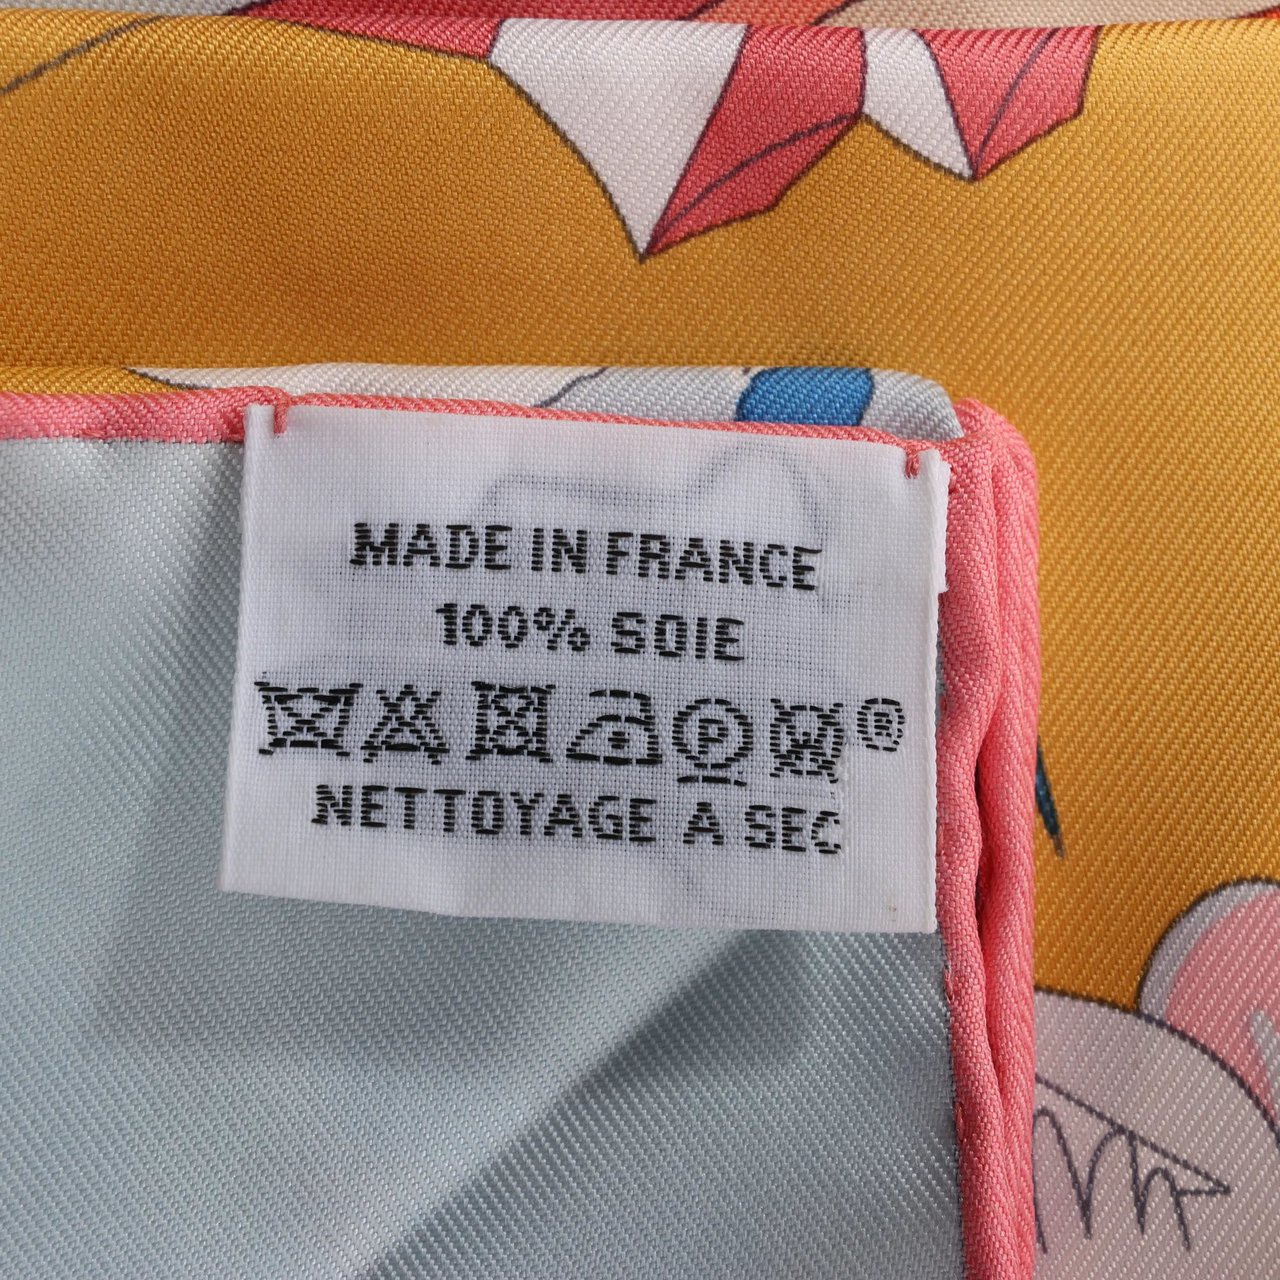 MADE IN FRANCE
100% SOIE
P W ®
NETTOYAGE A SEC